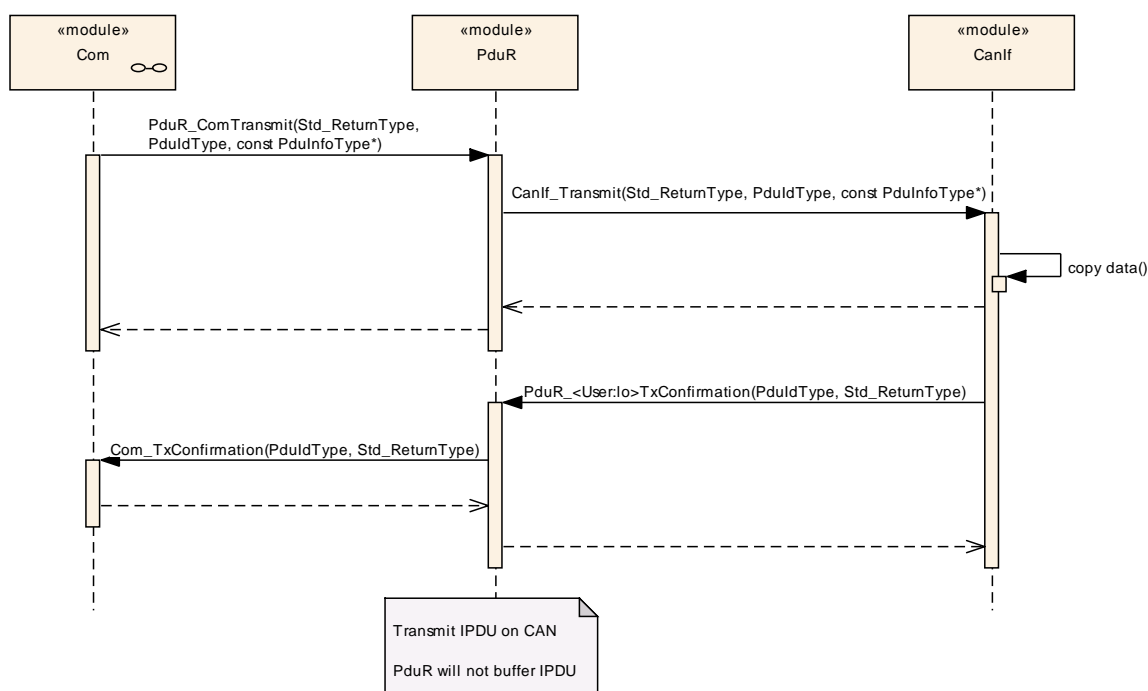 «module»
Com
«module»
PduR
«module»
CanIf
PduR_ComTransmit(Std_ReturnType,
PduIdType, const PduInfoType*)
CanIf_Transmit(Std_ReturnType, PduIdType, const PduInfoType*)
copy data()
PduR_<User:lo>TxConfirmation(PduIdType, Std_ReturnType)
Com_TxConfirmation(PduIdType, Std_ReturnType)
Transmit IPDU on CAN
PduR will not buffer IPDU